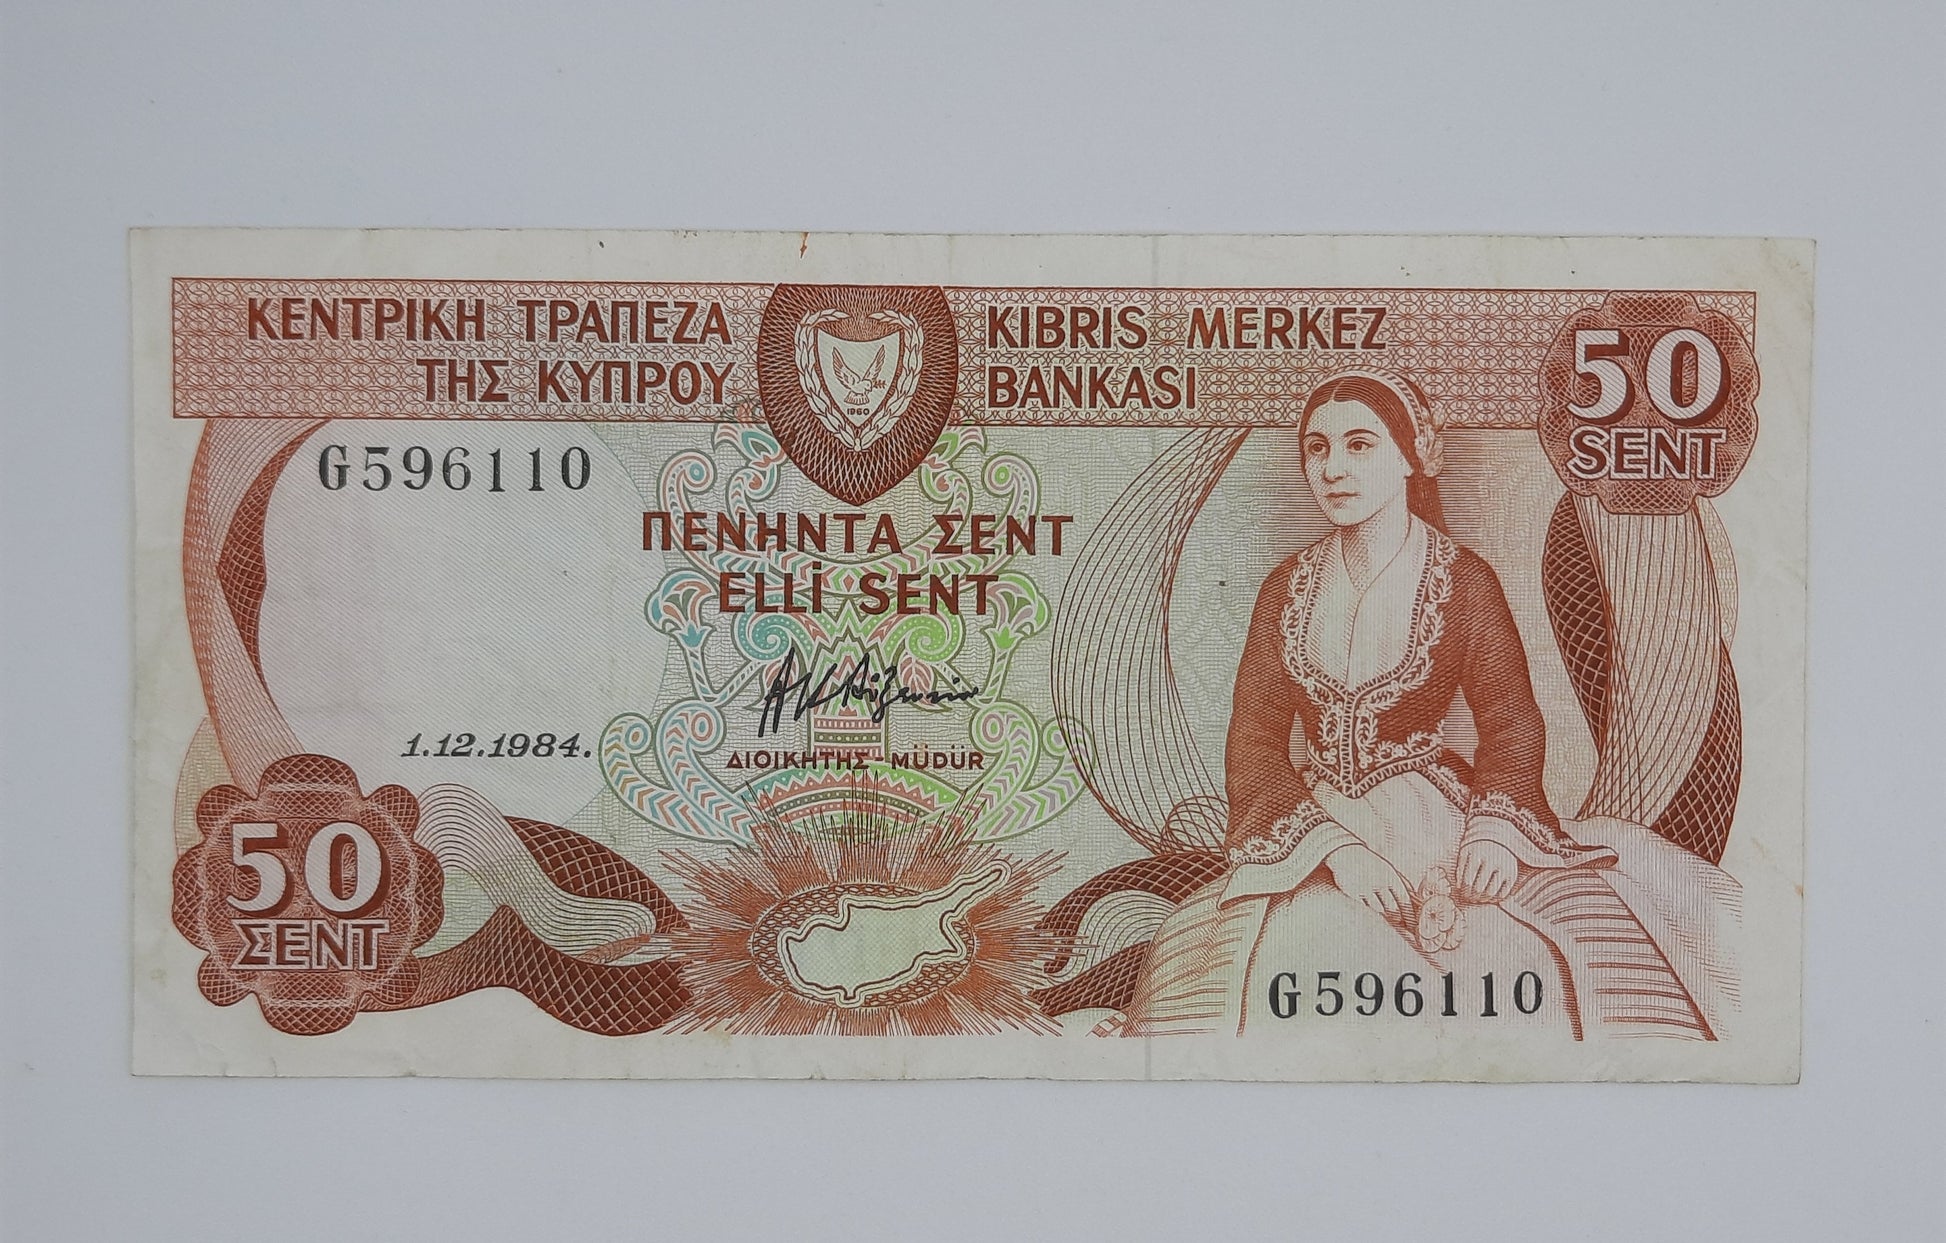 ΚΕΝΤΡΙΚΗ ΤΡΑΠΕΖΑ
ΤΗΣ ΚΥΠΡΟΥ
KIBRIS MERKEZ
BANKASI
1960
50
SENT
G596110
ΠΕΝΗΝΤΑ ΣΕΝΤ
ELLİ SENT
1.12.1984.
ΔΙΟΙΚΗΤΗΣ - MÜDÜR
50
ΣΕΝΤ
G596110